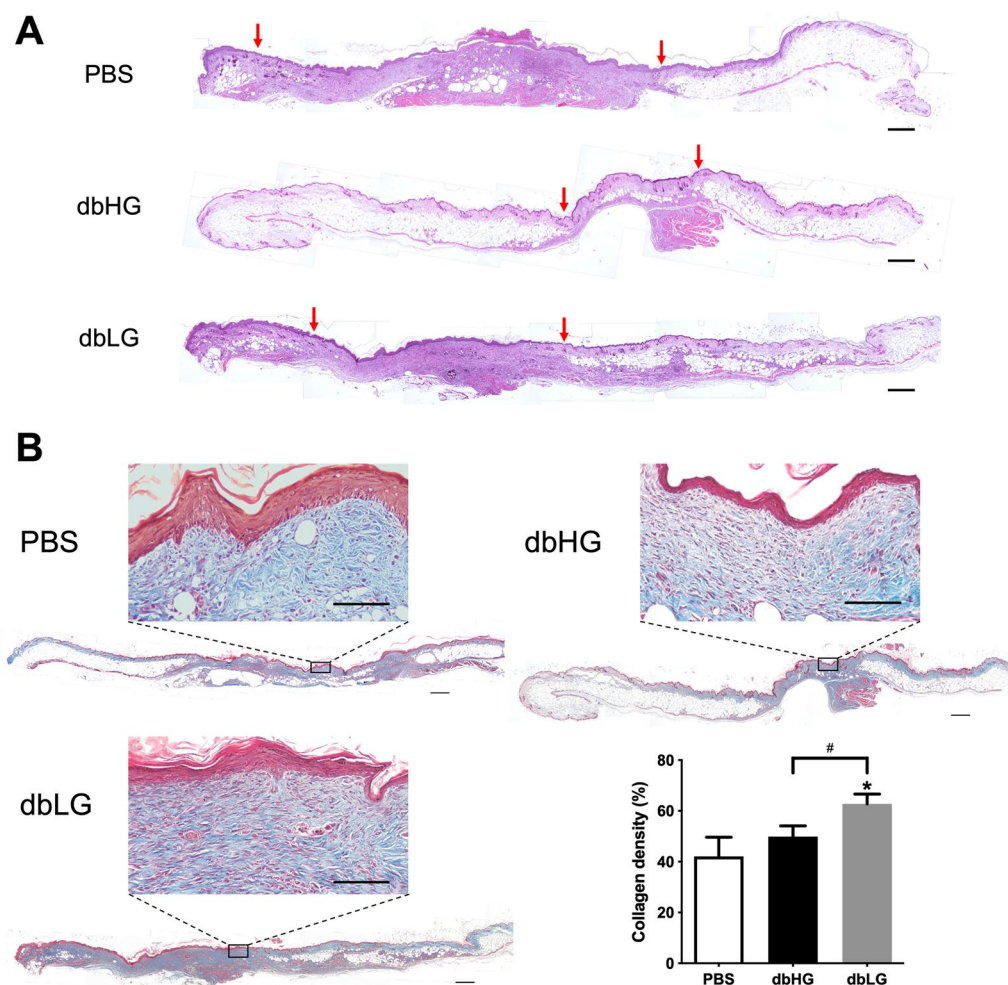 A
PBS
dbHG
dbLG
B
PBS
dbHG
dbLG
#
*
80
60
40
20
0
Collagen density (%)
PBS dbHG dbLG